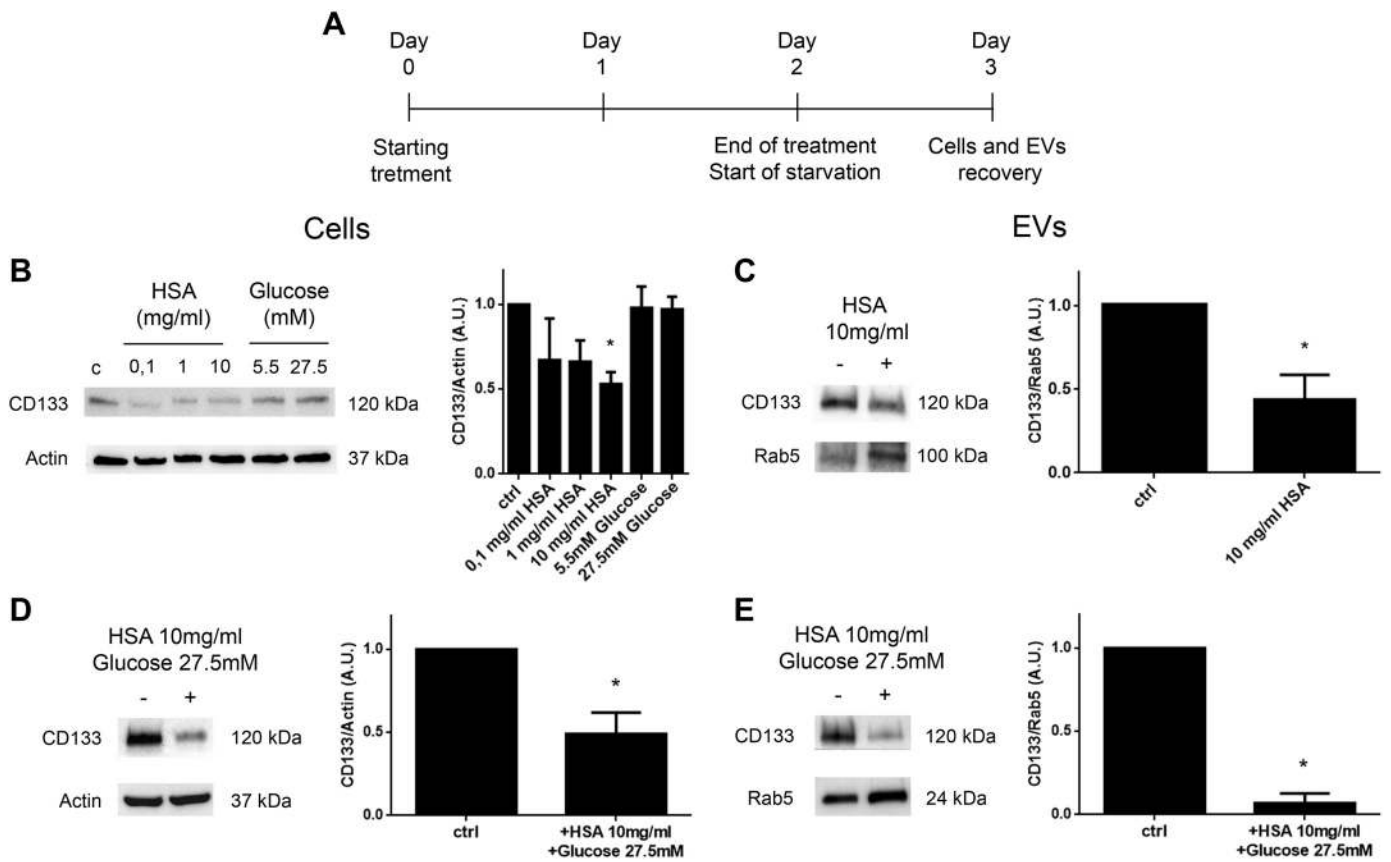 A
Day
0
Day
1
Day
2
Day
3
Starting
tretment
End of treatment
Start of starvation
Cells and EVs
recovery
Cells
EVs
B
HSA
(mg/ml)
Glucose
(mM)
c 0,1 1 10 5.5 27.5
CD133 120 kDa
Actin 37 kDa
CD133/Actin (A.U.)
1.0
0.5
0.0
ctrl
0,1 mg/ml HSA
1 mg/ml HSA
10 mg/ml HSA
5.5mM Glucose
27.5mM Glucose
*
C
HSA
10mg/ml
- +
CD133 120 kDa
Rab5 100 kDa
CD133/Rab5 (A.U.)
1.0
0.5
0.0
ctrl
10 mg/ml HSA
*
D
HSA 10mg/ml
Glucose 27.5mM
- +
CD133 120 kDa
Actin 37 kDa
CD133/Actin (A.U.)
1.0
0.5
0.0
*
ctrl
+HSA 10mg/ml
+Glucose 27.5mM
E
HSA 10mg/ml
Glucose 27.5mM
- +
CD133 120 kDa
Rab5 24 kDa
CD133/Rab5 (A.U.)
1.0
0.5
0.0
*
ctrl
+HSA 10mg/ml
+Glucose 27.5mM